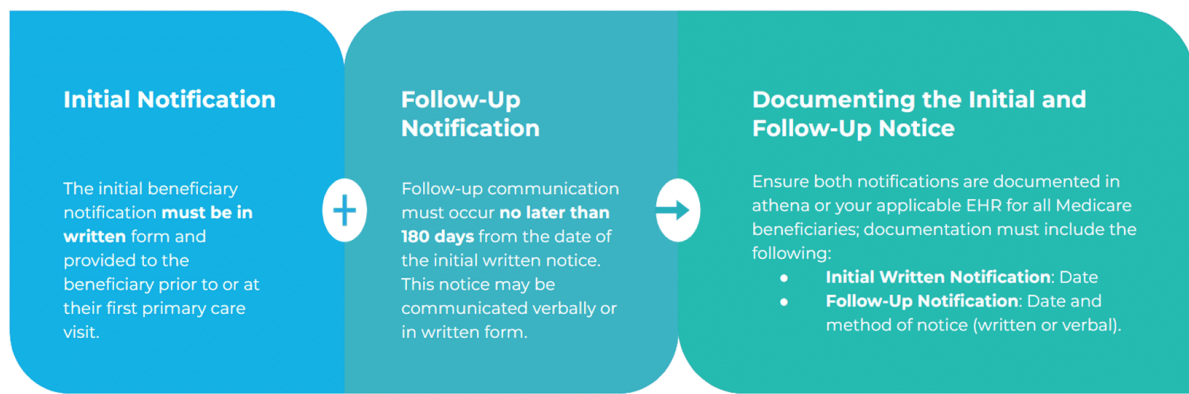 Initial Notification
The initial beneficiary
notification must be in
written form and
provided to the
beneficiary prior to or at
their first primary care
visit.
Follow-Up
Notification
Follow-up communication
must occur no later than
180 days from the date of
the initial written notice.
This notice may be
communicated verbally or
in written form.
Documenting the Initial and
Follow-Up Notice
Ensure both notifications are documented in
athena or your applicable EHR for all Medicare
beneficiaries; documentation must include the
following:
● Initial Written Notification: Date
● Follow-Up Notification: Date and
method of notice (written or verbal).